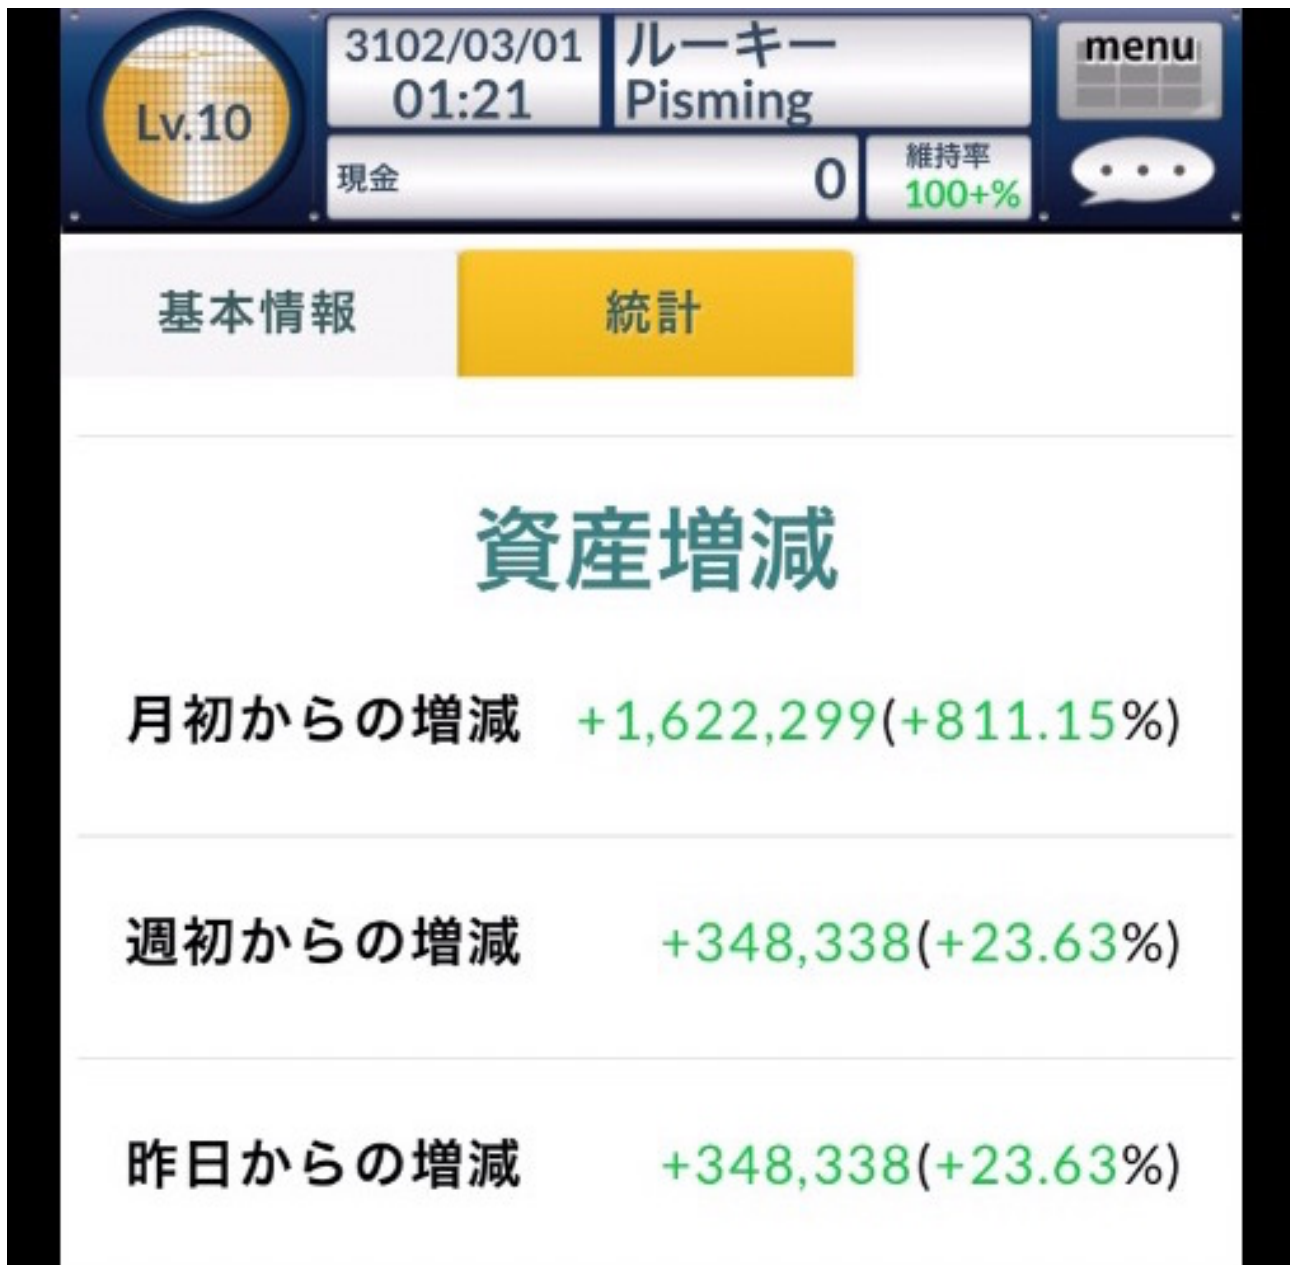 Lv.10
3102/03/01
01:21
ルーキー
Pisming
menu
現金 0
維持率
100+%
基本情報 統計
資産増減
月初からの増減 +1,622,299(+811.15%)
週初からの増減 +348,338(+23.63%)
昨日からの増減 +348,338(+23.63%)